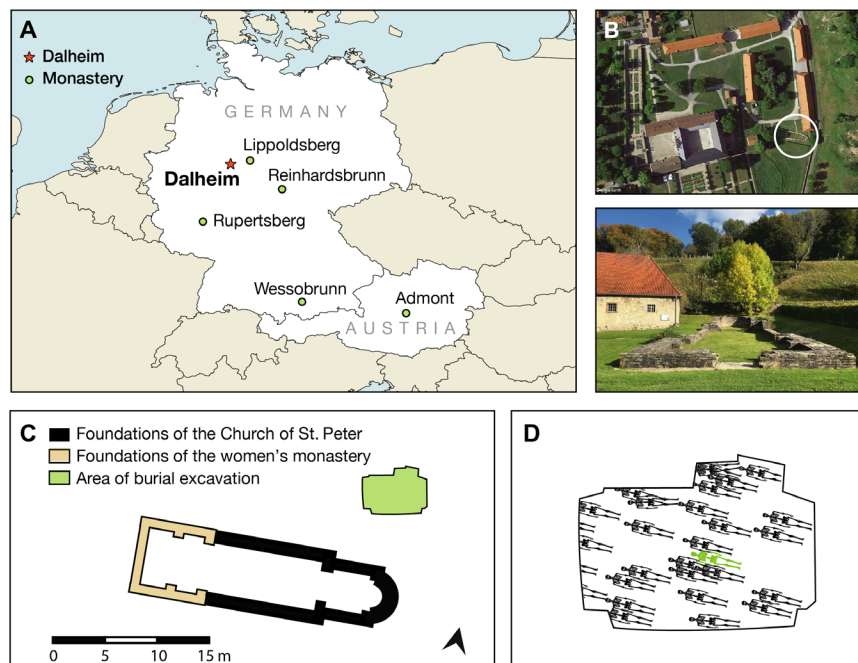 A
Dalheim
Monastery
GERMANY
Lippoldsberg
Dalheim
Reinhardsbrunn
Rupertsberg
Wessobrunn
Admont
AUSTRIA
B
C
Foundations of the Church of St. Peter
Foundations of the women's monastery
Area of burial excavation
0 5 10 15 m
D